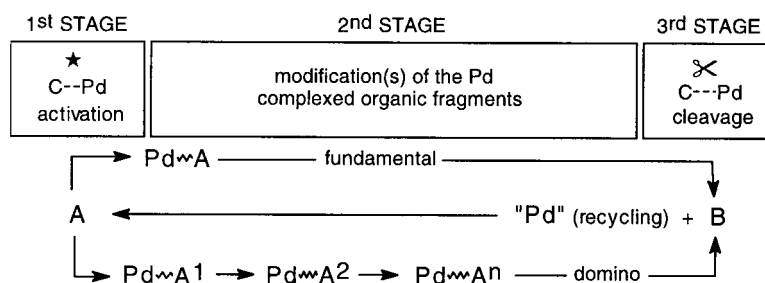 1st STAGE
2nd STAGE
3rd STAGE
★
C--Pd
activation
modification(s) of the Pd
complexed organic fragments
C---Pd
cleavage
Pd~A fundamental
A "Pd" (recycling) + B
Pd~A1 Pd~A2 Pd~An domino